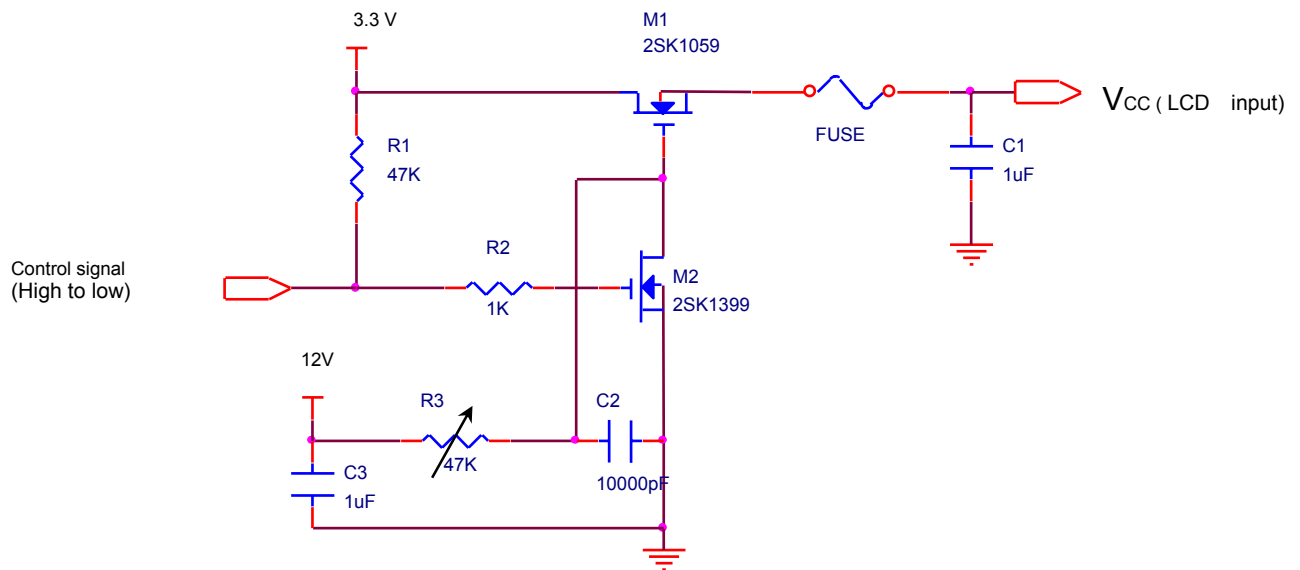 3.3 V
M1
2SK1059
R1
47K
FUSE
C1
1uF
VCC ( LCD input)
Control signal
(High to low)
R2
1K
M2
2SK1399
12V
R3
47K
C2
10000pF
C3
1uF